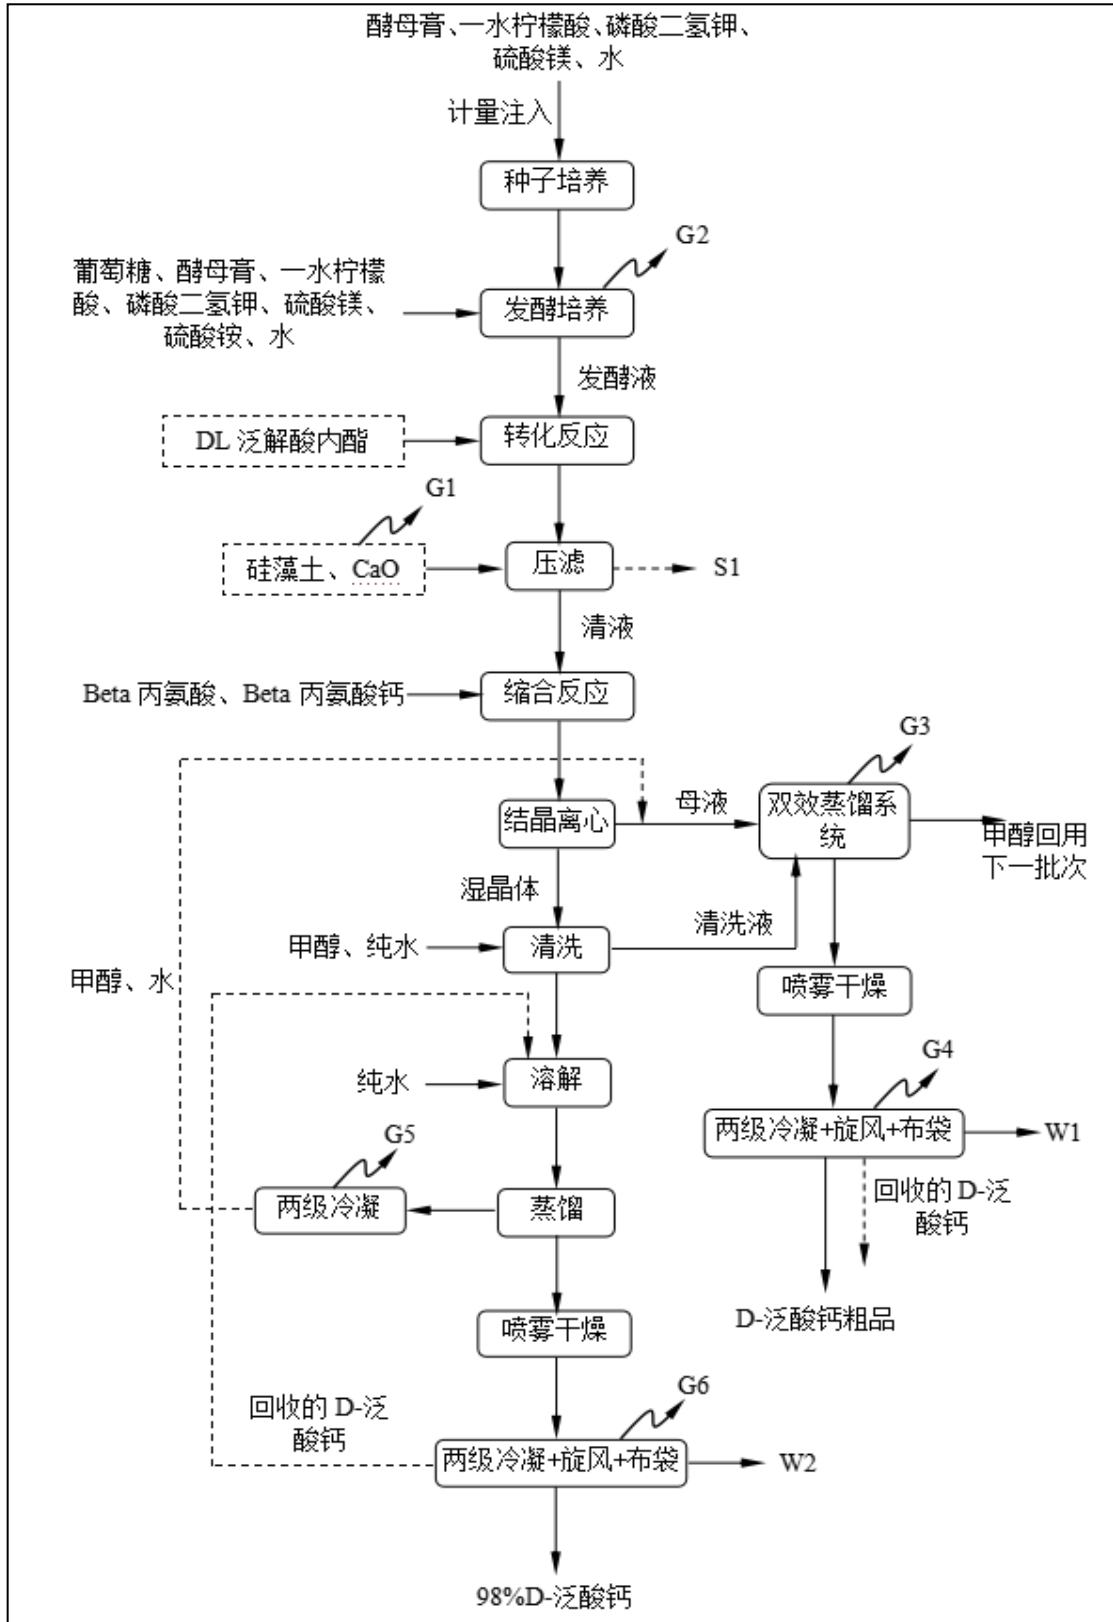 酵母膏、一水柠檬酸、磷酸二氢钾、
硫酸镁、水
计量注入
种子培养
G2
葡萄糖、酵母膏、一水柠檬
酸、磷酸二氢钾、硫酸镁、
硫酸铵、水
发酵培养
发酵液
DL 泛解酸内酯
转化反应
G1
硅藻土、CaO
压滤
S1
清液
Beta 丙氨酸、Beta 丙氨酸钙
缩合反应
G3
结晶离心
母液
双效蒸馏系
统
甲醇回用
下一批次
湿晶体
清洗液
甲醇、纯水
清洗
甲醇、水
喷雾干燥
G4
纯水
溶解
两级冷凝+旋风+布袋
W1
G5
回收的 D-泛
酸钙
两级冷凝
蒸馏
D-泛酸钙粗品
喷雾干燥
G6
回收的 D-泛
酸钙
两级冷凝+旋风+布袋
W2
98%D-泛酸钙